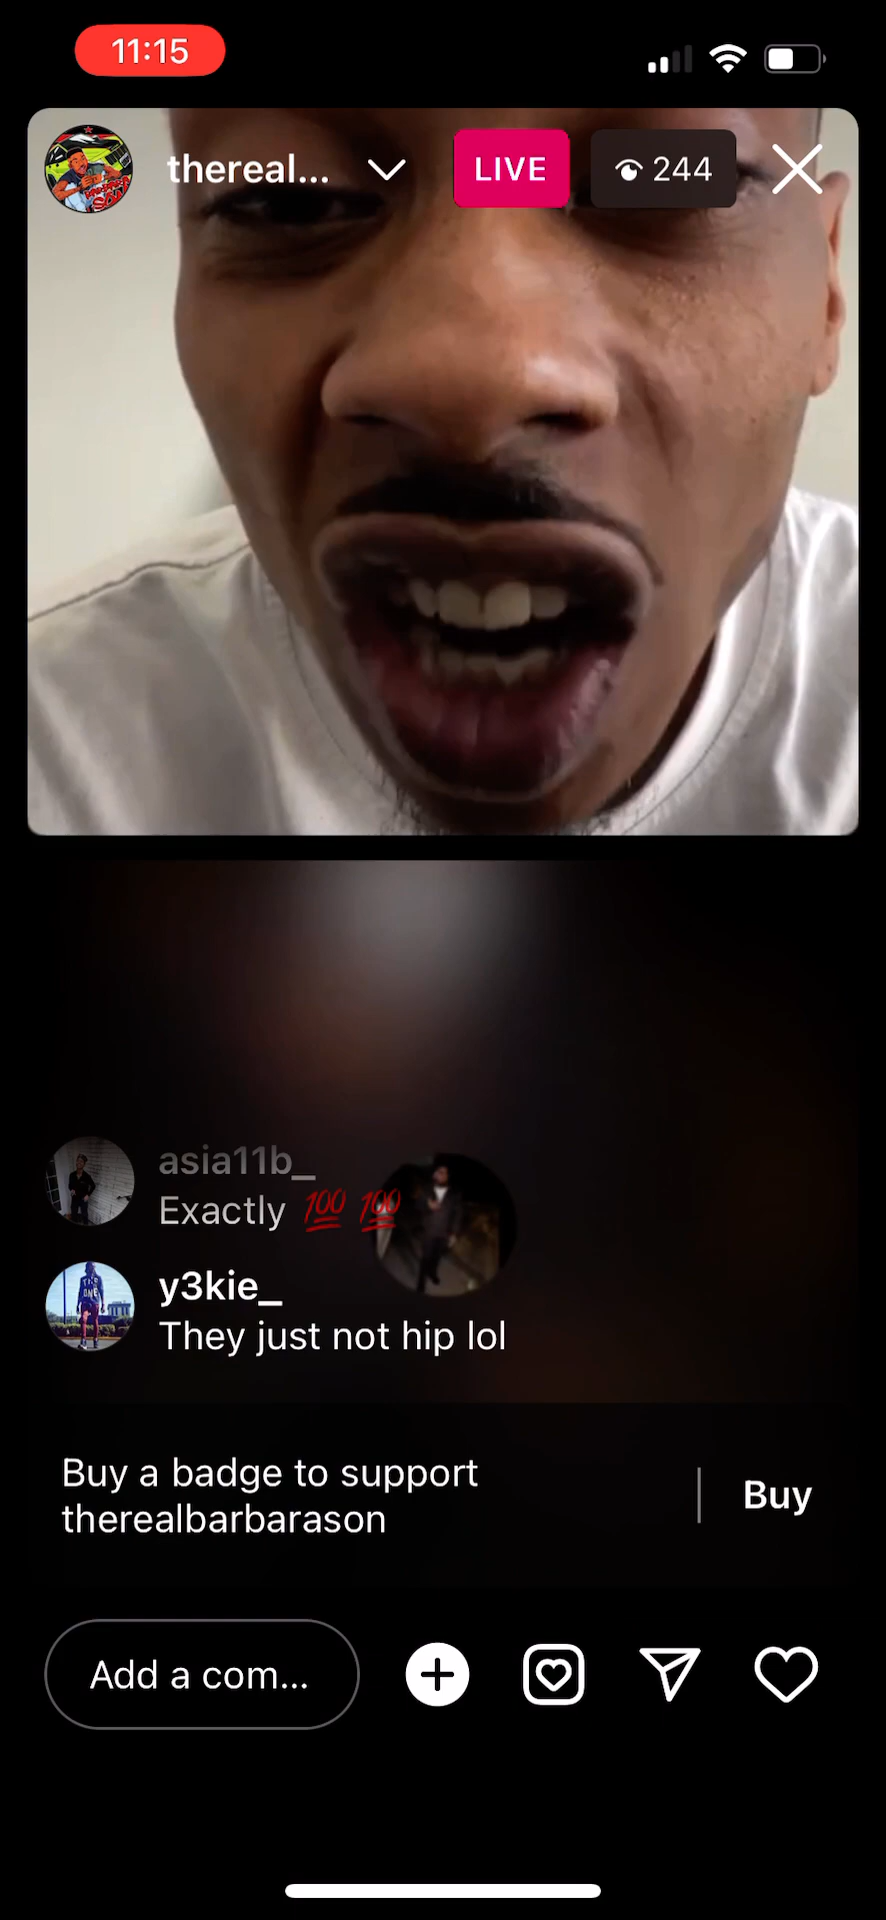 11:15
thereal...
LIVE
244
asia11b_
Exactly 💯 💯
y3kie_
They just not hip lol
Buy a badge to support
therealbarbarason
Buy
Add a com...